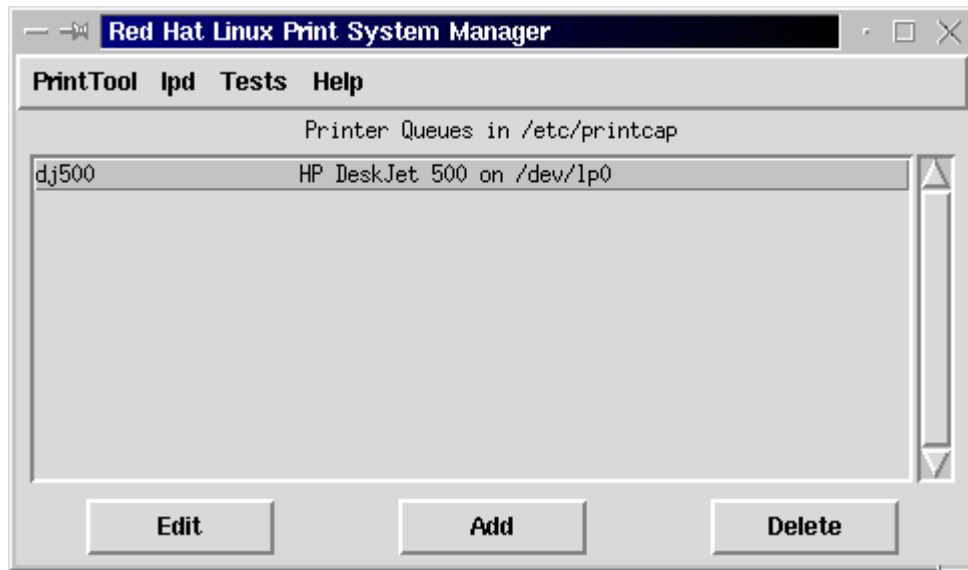 Red Hat Linux Print System Manager
PrintTool lpd Tests Help
Printer Queues in /etc/printcap
dj500 HP DeskJet 500 on /dev/lp0
Edit Add Delete